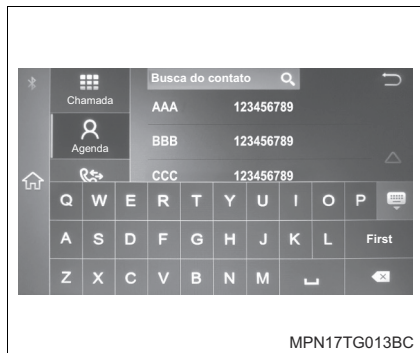 Busca do contato
Chamada
AAA 123456789
Agenda
BBB 123456789
CCC 123456789
Q W E R T Y U I O P
A S D F G H J K L First
Z X C V B N M
MPN17TG013BC